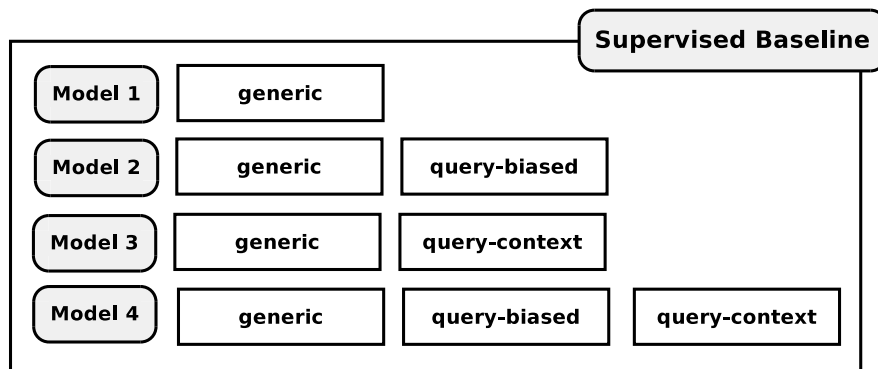 Supervised Baseline
Model 1 generic
Model 2 generic query-biased
Model 3 generic query-context
Model 4 generic query-biased query-context